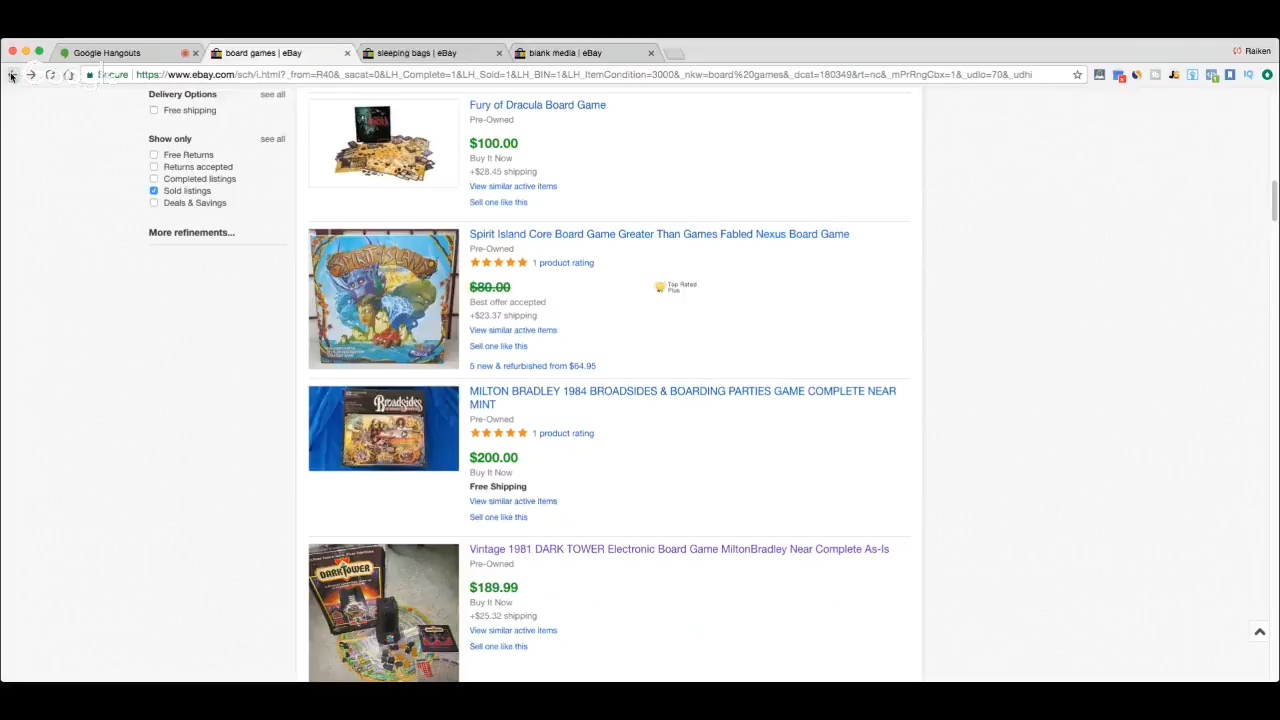 Google Hangouts
board games | eBay
sleeping bags | eBay
blank media | eBay
Raiken
Secure https://www.ebay.com/sch/i.html?_from=R40&_sacat=0&LH_Complete=1&LH_Sold=1&LH_BIN=1&LH_ItemCondition=3000&_nkw=board%20games&_dcat=180349&rt=nc&_mPrRngCbx=1&_udlo=70&_udhi
Delivery Options see all
Free shipping
Show only see all
Free Returns
Returns accepted
Completed listings
Sold listings
Deals & Savings
More refinements...
Fury of Dracula Board Game
Pre-Owned
$100.00
Buy It Now
+$28.45 shipping
View similar active items
Sell one like this
SPIRIT ISLAND
Spirit Island Core Board Game Greater Than Games Fabled Nexus Board Game
Pre-Owned
1 product rating
$80.00
Top Rated
Plus
Best offer accepted
+$23.37 shipping
View similar active items
Sell one like this
5 new & refurbished from $64.95
Broadsides
MILTON BRADLEY 1984 BROADSIDES & BOARDING PARTIES GAME COMPLETE NEAR
MINT
Pre-Owned
1 product rating
$200.00
Buy It Now
Free Shipping
View similar active items
Sell one like this
DARK TOWER
Vintage 1981 DARK TOWER Electronic Board Game MiltonBradley Near Complete As-Is
Pre-Owned
$189.99
Buy It Now
+$25.32 shipping
View similar active items
Sell one like this